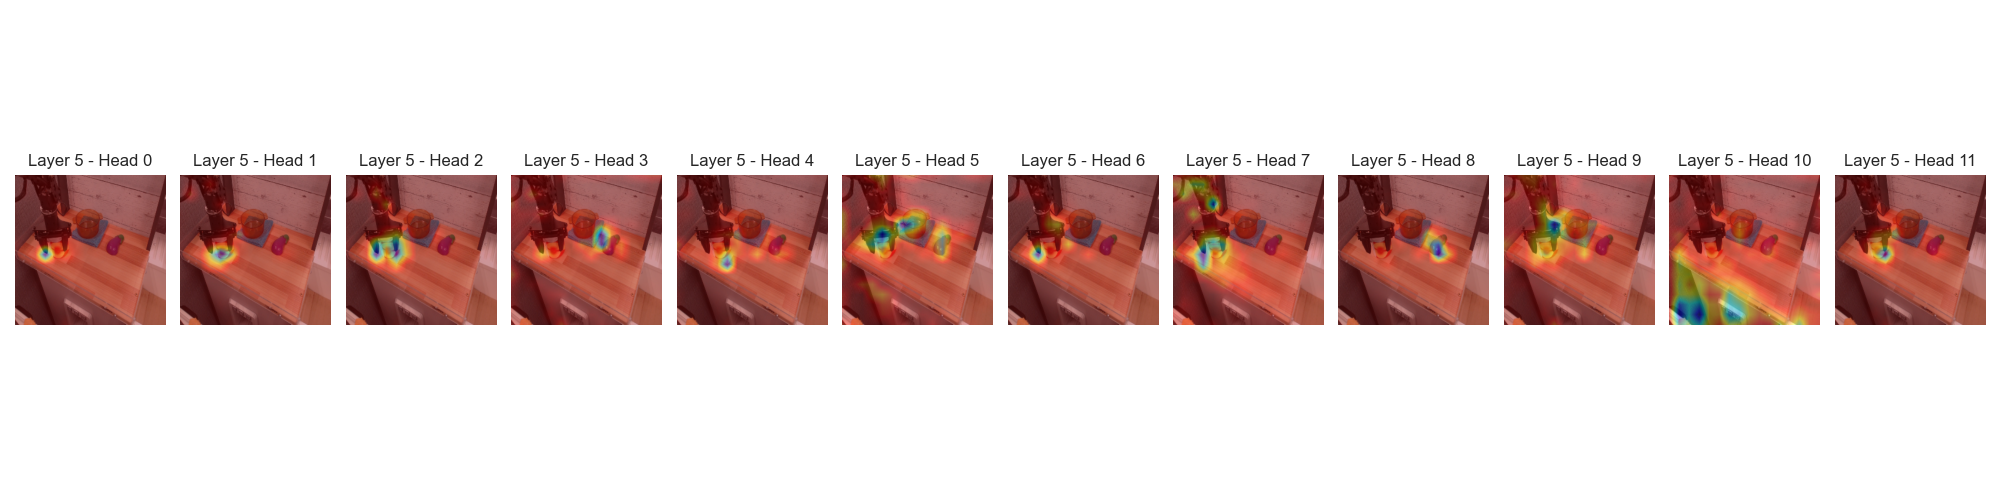 Layer 5 - Head 0
Layer 5 - Head 1
Layer 5 - Head 2
Layer 5 - Head 3
Layer 5 - Head 4
Layer 5 - Head 5
Layer 5 - Head 6
Layer 5 - Head 7
Layer 5 - Head 8
Layer 5 - Head 9
Layer 5 - Head 10
Layer 5 - Head 11